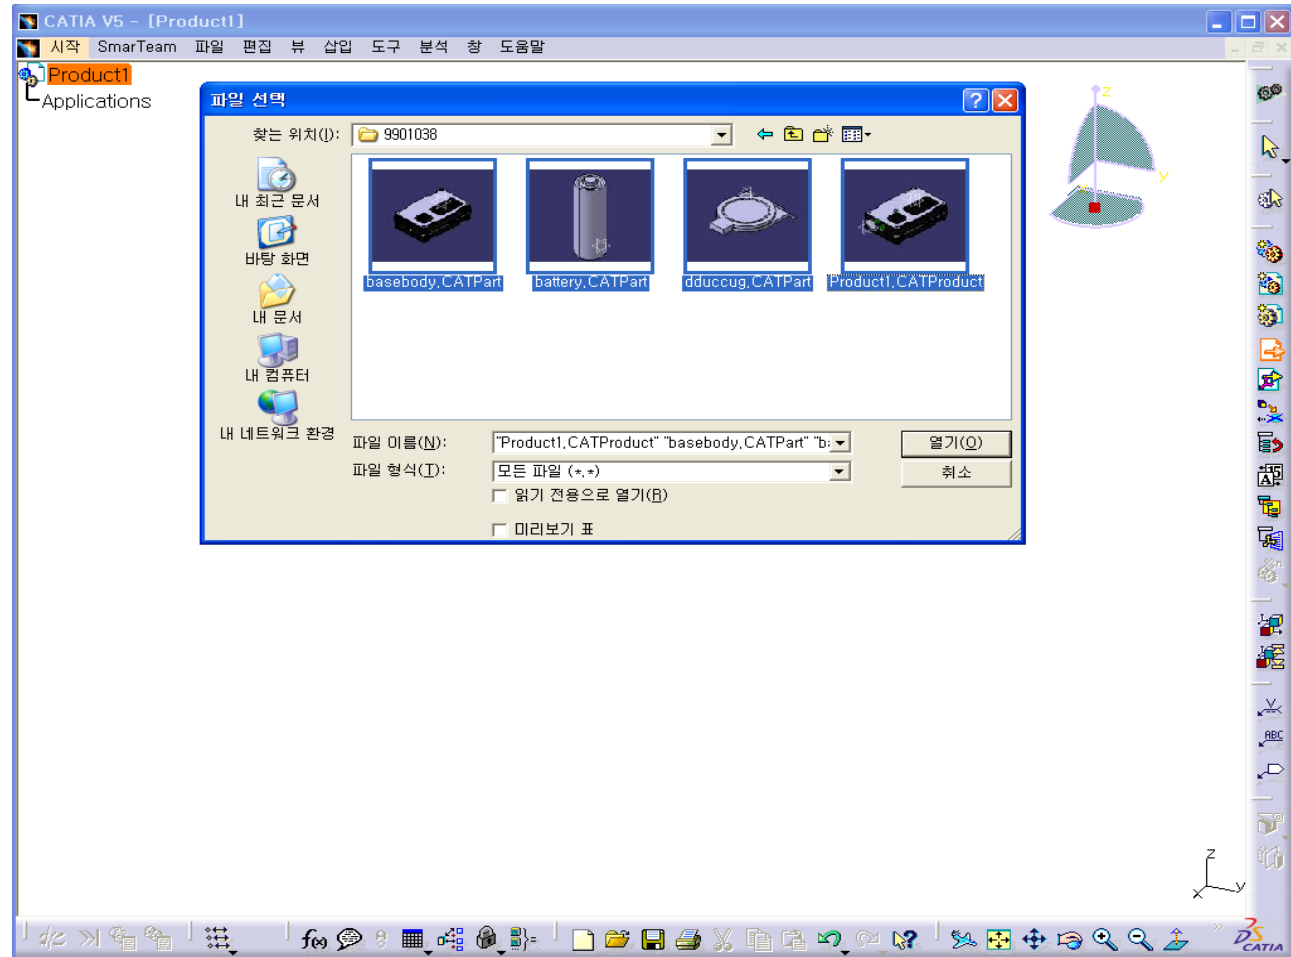 CATIA V5 - [Product1]
시작 SmarTeam 파일 편집 뷰 삽입 도구 분석 창 도움말
Product1
Applications
파일 선택
찾는 위치(I): 9901038
내 최근 문서
바탕 화면
내 문서
내 컴퓨터
내 네트워크 환경
basebody.CATPart battery.CATPart dduccug.CATPart Product1.CATProduct
파일 이름(N): "Product1.CATProduct" "basebody.CATPart" "b
열기(O)
파일 형식(T): 모든 파일 (*.*)
취소
읽기 전용으로 열기(R)
미리보기 표
z
y
x
ABC
z
y
x
f(x)
CATIA